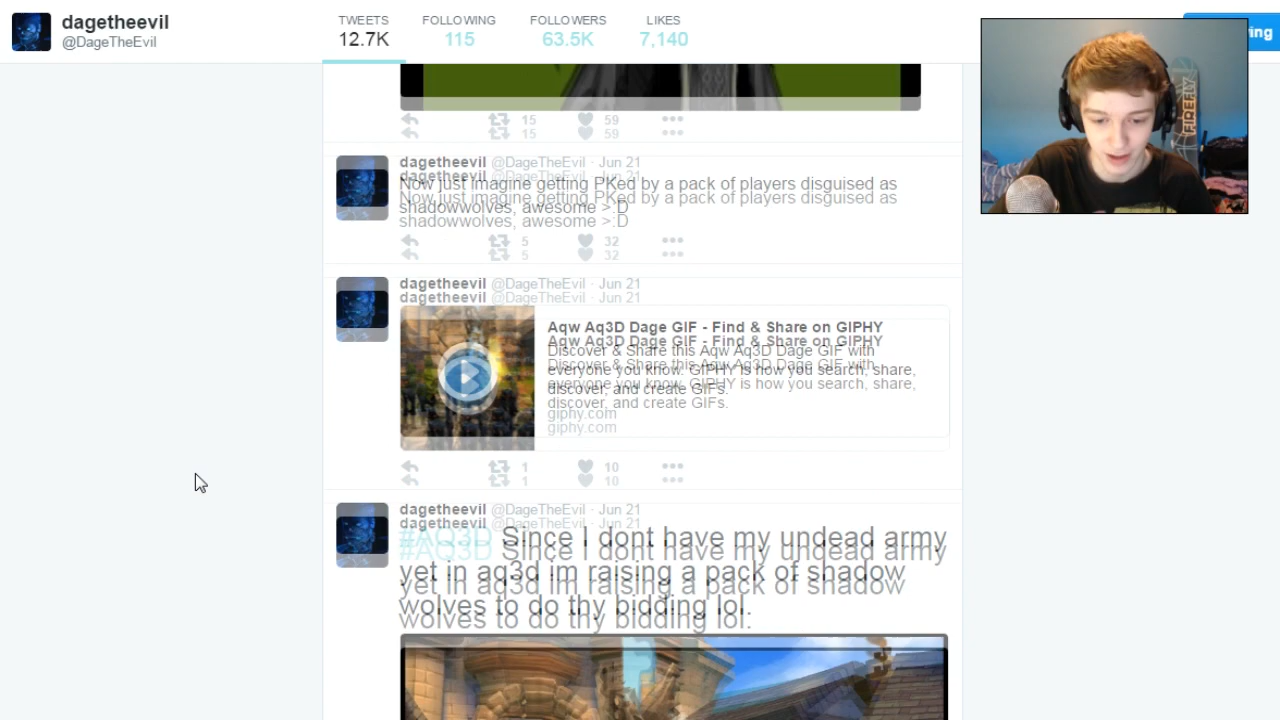 dagetheevil
@DageTheEvil
TWEETS
12.7K
FOLLOWING
115
FOLLOWERS
63.5K
LIKES
7,140
ing
FIREFLY
15
59
dagetheevil @DageTheEvil · Jun 21
Now just imagine getting PKed by a pack of players disguised as
shadowwolves, awesome >:D
5
32
dagetheevil @DageTheEvil · Jun 21
Aqw Aq3D Dage GIF - Find & Share on GIPHY
Discover & Share this Aqw Aq3D Dage GIF with
everyone you know. GIPHY is how you search, share,
discover, and create GIFs.
giphy.com
1
10
dagetheevil @DageTheEvil · Jun 21
#AQ3D Since I dont have my undead army
yet in aq3d im raising a pack of shadow
wolves to do thy bidding lol: